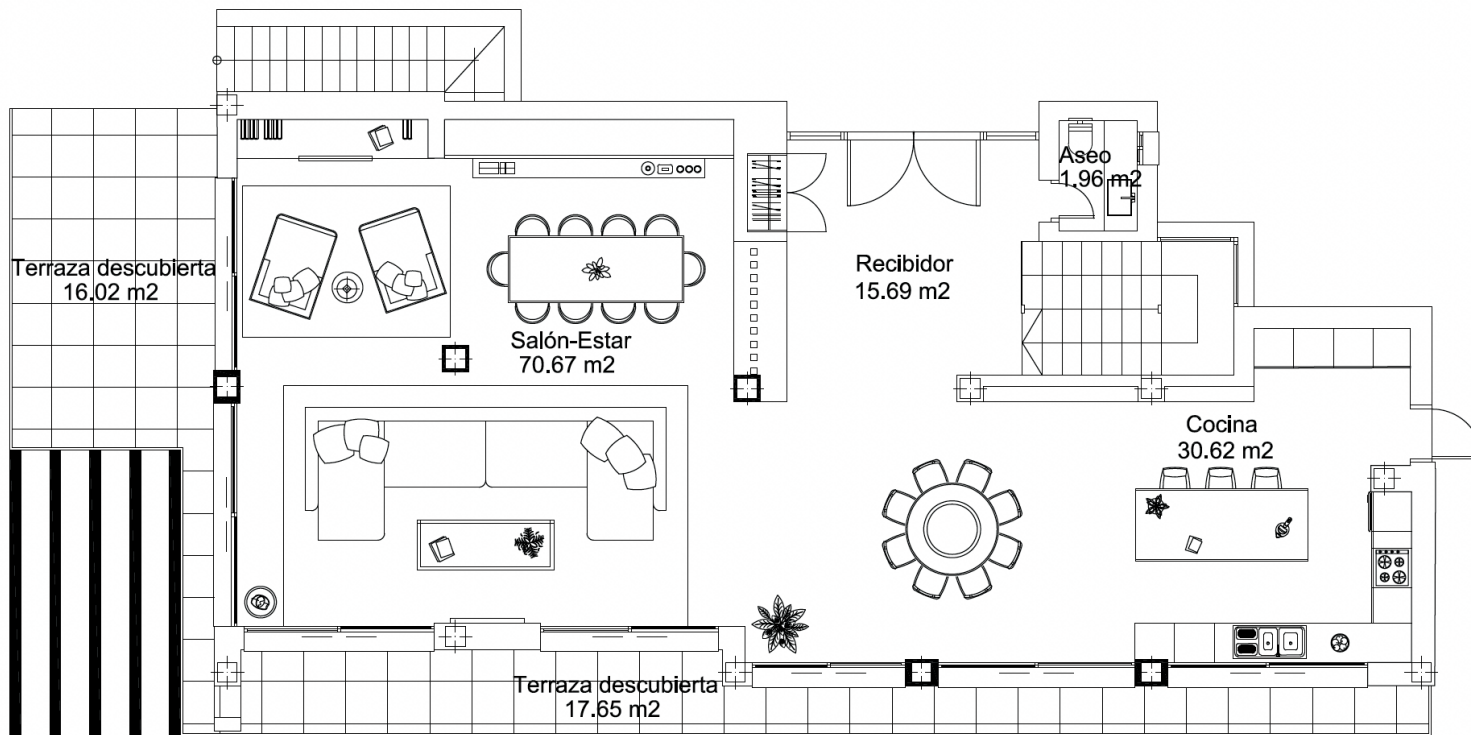 Aseo
1.96 m2
Terraza descubierta
16.02 m2
Recibidor
15.69 m2
Salón-Estar
70.67 m2
Cocina
30.62 m2
Terraza descubierta
17.65 m2